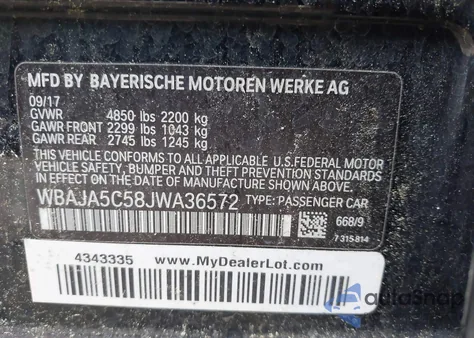 MFD BY BAYERISCHE MOTOREN WERKE AG
09/17
GVWR 4850 lbs 2200 kg
GAWR FRONT 2299 lbs 1043 kg
GAWR REAR 2745 lbs 1245 kg
THIS VEHICLE CONFORMS TO ALL APPLICABLE U.S.FEDERAL MOTOR
VEHICLE SAFETY, BUMPER AND THEFT PREVENTION STANDARDS
IN EFFECT ON THE DATE OF MANUFACTURE SHOWN ABOVE.
WBAJA5C58JWA36572 TYPE: PASSENGER CAR
668/9
7 315 814
4343335 www.MyDealerLot.com
autoSnap